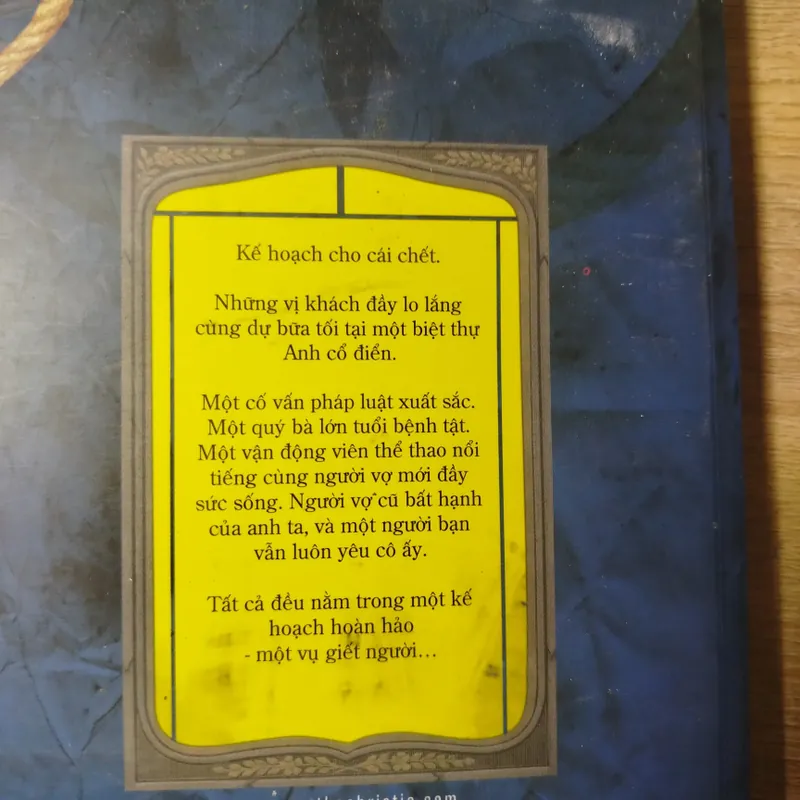 Kế hoạch cho cái chết.
Những vị khách đầy lo lắng
cùng dự bữa tối tại một biệt thự
Anh cổ điển.
Một cố vấn pháp luật xuất sắc.
Một quý bà lớn tuổi bệnh tật.
Một vận động viên thể thao nổi
tiếng cùng người vợ mới đầy
sức sống. Người vợ cũ bất hạnh
của anh ta, và một người bạn
vẫn luôn yêu cô ấy.
Tất cả đều nằm trong một kế
hoạch hoàn hảo
- một vụ giết người...